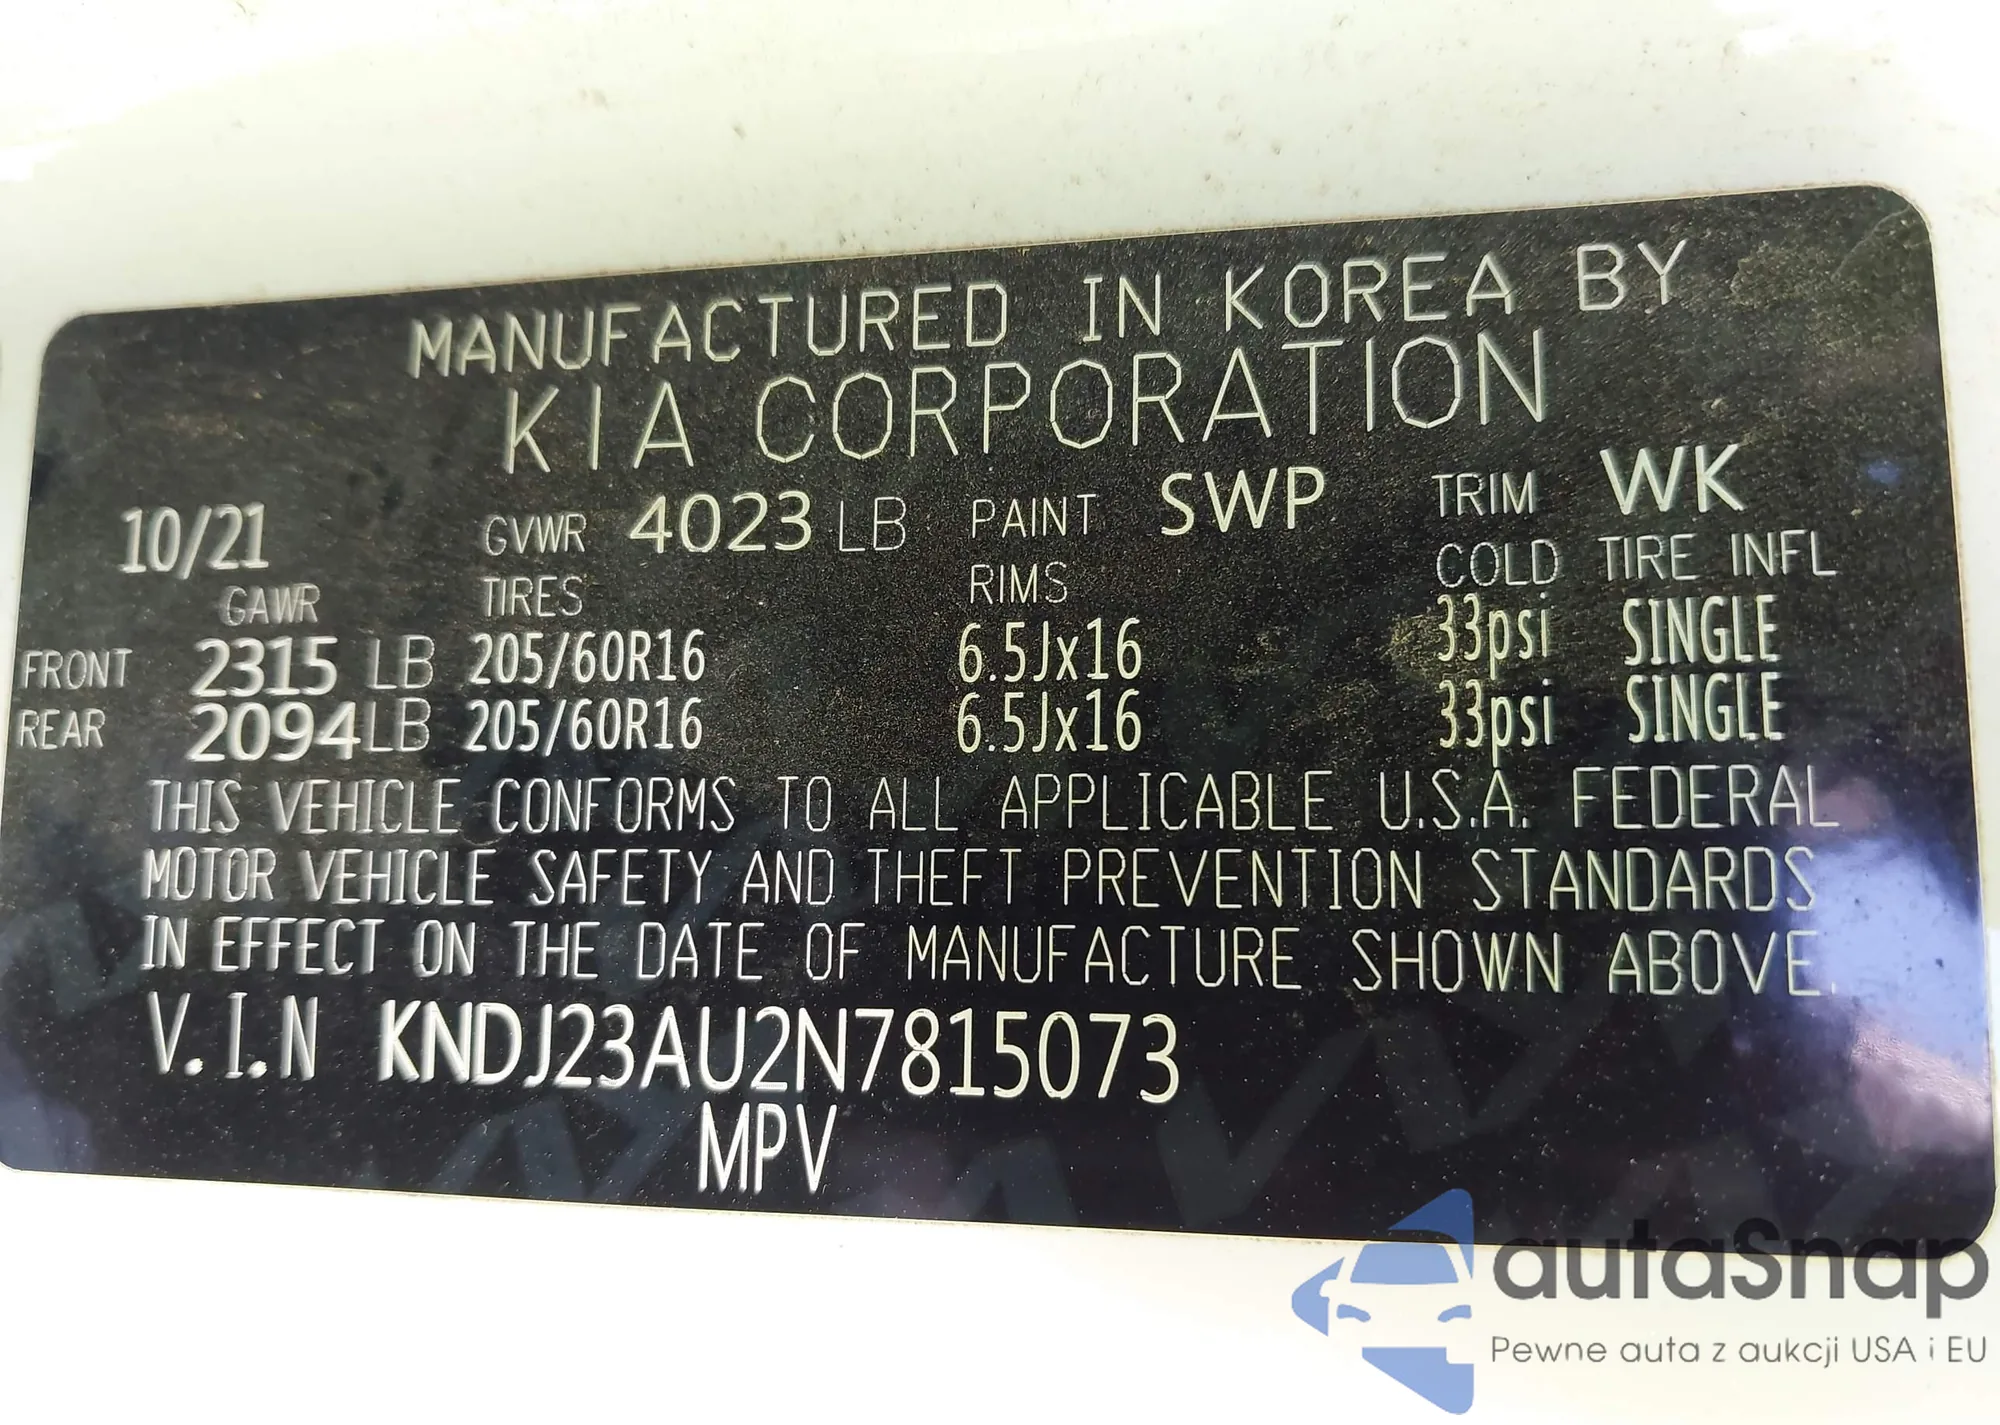 MANUFACTURED IN KOREA BY
KIA CORPORATION
10/21 GVWR 4023 LB PAINT SWP TRIM WK
GAWR TIRES RIMS COLD TIRE INFL
FRONT 2315 LB 205/60R16 6.5Jx16 33psi SINGLE
REAR 2094 LB 205/60R16 6.5Jx16 33psi SINGLE
THIS VEHICLE CONFORMS TO ALL APPLICABLE U.S.A. FEDERAL
MOTOR VEHICLE SAFETY AND THEFT PREVENTION STANDARDS
IN EFFECT ON THE DATE OF MANUFACTURE SHOWN ABOVE.
V.I.N KNDJ23AU2N7815073
MPV
autaSnap
Pewne auta z aukcji USA i EU